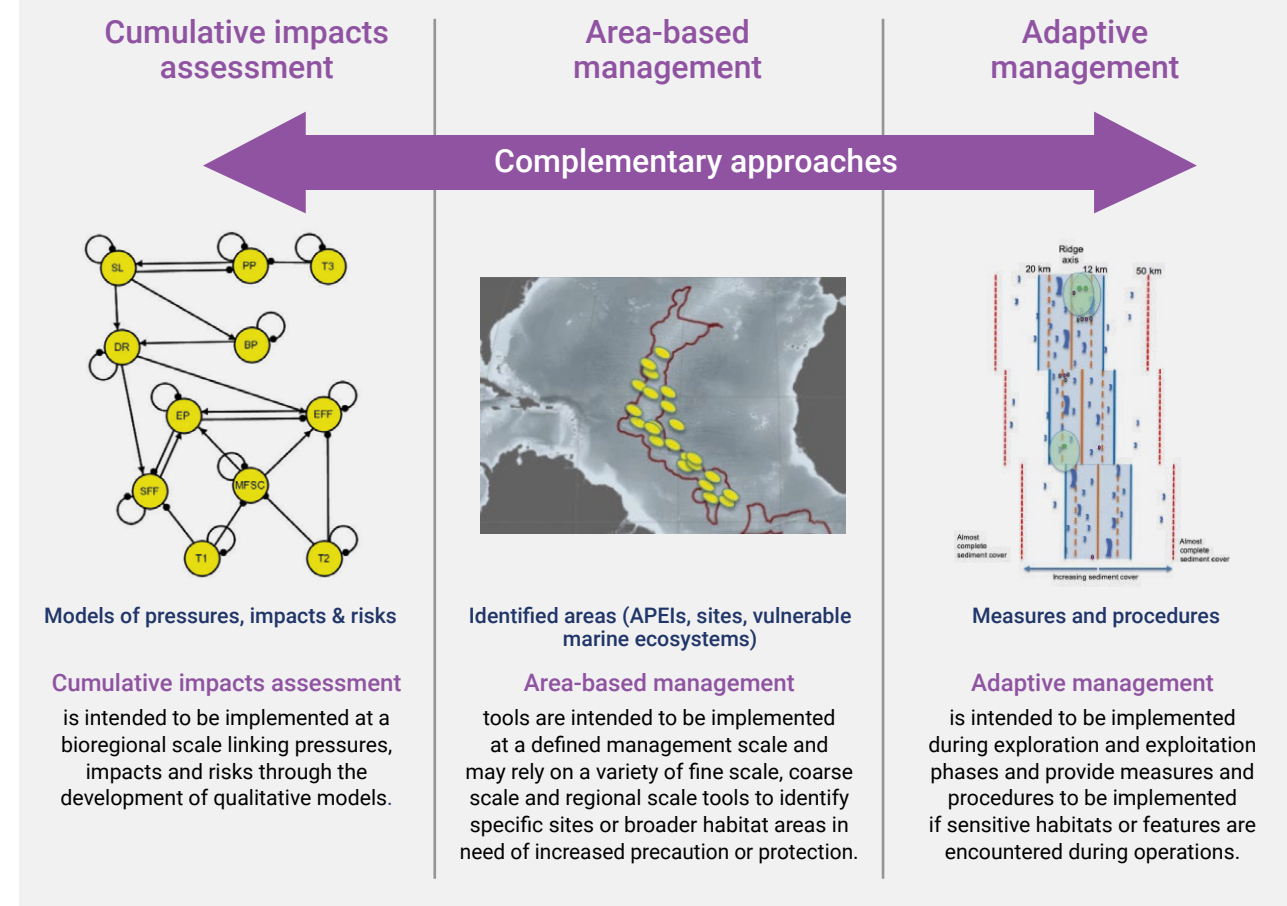 Cumulative impacts
assessment
Area-based
management
Adaptive
management
Complementary approaches
SL
PP
T3
DR
BP
EP
EFF
SFF
MFSC
T1
T2
Ridge
axis
20 km
12 km
50 km
Almost
complete
sediment cover
Almost
complete
sediment cover
Increasing sediment cover
Models of pressures, impacts & risks
Identified areas (APEIs, sites, vulnerable
marine ecosystems)
Measures and procedures
Cumulative impacts assessment
is intended to be implemented at a
bioregional scale linking pressures,
impacts and risks through the
development of qualitative models.
Area-based management
tools are intended to be implemented
at a defined management scale and
may rely on a variety of fine scale, coarse
scale and regional scale tools to identify
specific sites or broader habitat areas in
need of increased precaution or protection.
Adaptive management
is intended to be implemented
during exploration and exploitation
phases and provide measures and
procedures to be implemented
if sensitive habitats or features are
encountered during operations.